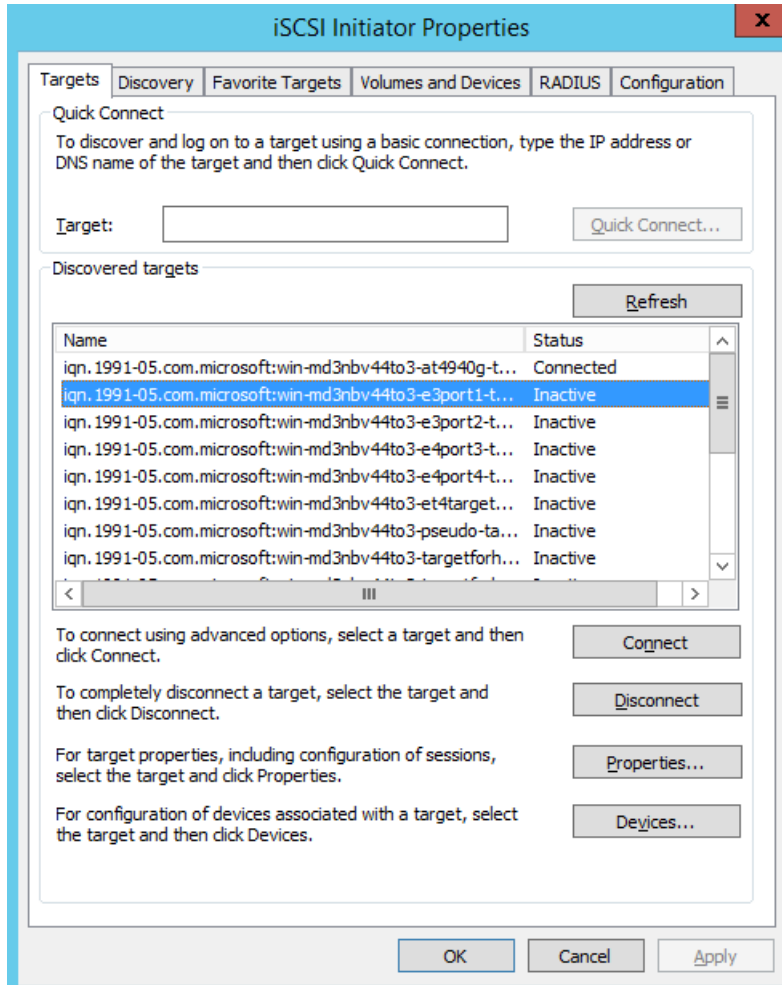 iSCSI Initiator Properties
x
Targets Discovery Favorite Targets Volumes and Devices RADIUS Configuration
Quick Connect
To discover and log on to a target using a basic connection, type the IP address or
DNS name of the target and then click Quick Connect.
Target:
Quick Connect...
Discovered targets
Refresh
Name Status
iqn.1991-05.com.microsoft:win-md3nbv44to3-at4940g-t... Connected
iqn.1991-05.com.microsoft:win-md3nbv44to3-e3port1-t... Inactive
iqn.1991-05.com.microsoft:win-md3nbv44to3-e3port2-t... Inactive
iqn.1991-05.com.microsoft:win-md3nbv44to3-e4port3-t... Inactive
iqn.1991-05.com.microsoft:win-md3nbv44to3-e4port4-t... Inactive
iqn.1991-05.com.microsoft:win-md3nbv44to3-et4target... Inactive
iqn.1991-05.com.microsoft:win-md3nbv44to3-pseudo-ta... Inactive
iqn.1991-05.com.microsoft:win-md3nbv44to3-targetforh... Inactive
To connect using advanced options, select a target and then
click Connect.
Connect
To completely disconnect a target, select the target and
then click Disconnect.
Disconnect
For target properties, including configuration of sessions,
select the target and click Properties.
Properties...
For configuration of devices associated with a target, select
the target and then click Devices.
Devices...
OK Cancel Apply